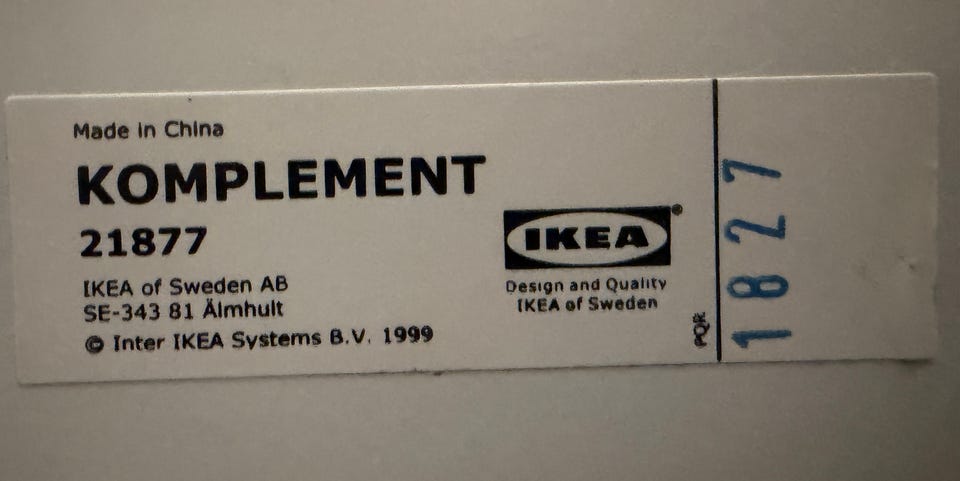 Made in China
KOMPLEMENT
21877
IKEA of Sweden AB
SE-343 81 Älmhult
© Inter IKEA Systems B.V. 1999
IKEA®
Design and Quality
IKEA of Sweden
PQR
1827